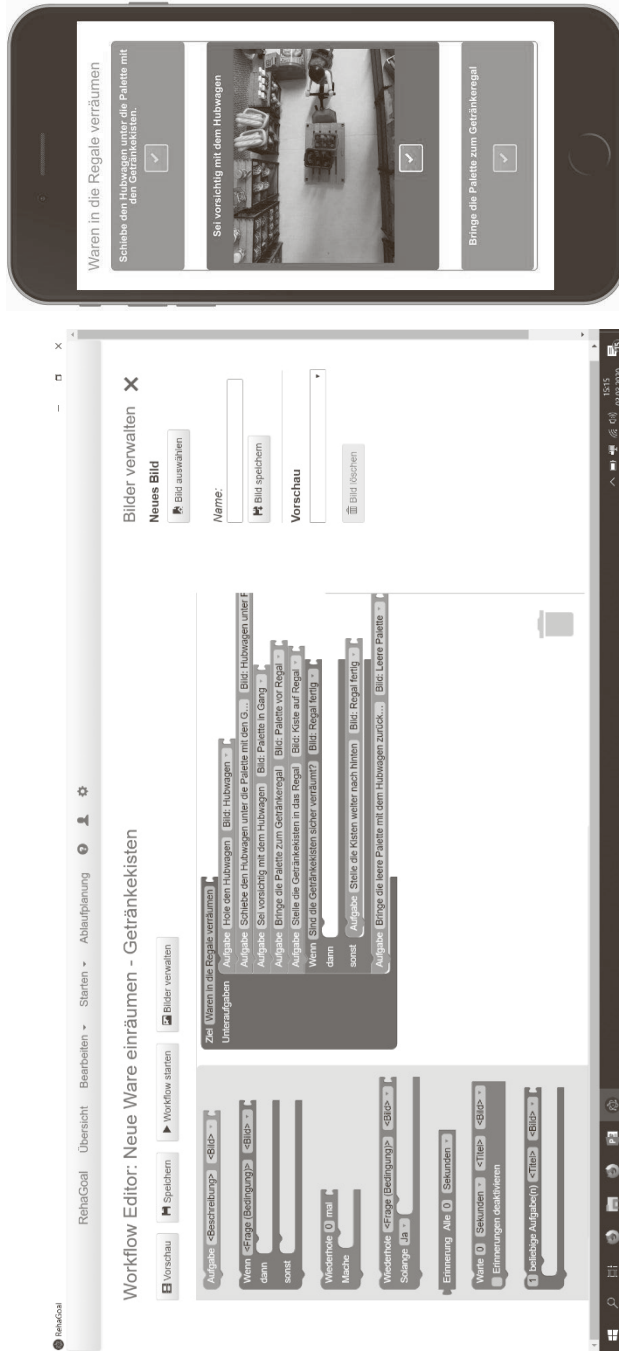 RehaGoal
RehaGoal Übersicht Bearbeiten Starten Ablaufplanung
Workflow Editor: Neue Ware einräumen - Getränkekisten
Vorschau Speichern Workflow starten Bilder verwalten
Aufgabe <Beschreibung> <Bild>
Wenn <Frage (Bedingung)> <Bild>
dann
sonst
Wiederhole 0 mal
Mache
Wiederhole <Frage (Bedingung)> <Bild>
Solange Ja
Erinnerung Alle 0 Sekunden
Warte 0 Sekunden <Titel> <Bild>
Erinnerungen deaktivieren
1 beliebige Aufgabe(n) <Titel> <Bild>
Ziel Waren in die Regale verräumen
Unteraufgaben
Aufgabe Hole den Hubwagen Bild: Hubwagen
Aufgabe Schiebe den Hubwagen unter die Palette mit den G... Bild: Hubwagen unter P
Aufgabe Sei vorsichtig mit dem Hubwagen Bild: Palette in Gang
Aufgabe Bringe die Palette zum Getränkeregal Bild: Palette vor Regal
Aufgabe Stelle die Getränkekisten in das Regal Bild: Kiste auf Regal
Wenn Sind die Getränkekisten sicher verräumt? Bild: Regal fertig
dann
sonst
Aufgabe Stelle die Kisten weiter nach hinten Bild: Regal fertig
Aufgabe Bringe die leere Palette mit dem Hubwagen zurück... Bild: Leere Palette
Bilder verwalten
Neues Bild
Bild auswählen
Name:
Bild speichern
Vorschau
Bild löschen
15:15
Waren in die Regale verräumen
Schiebe den Hubwagen unter die Palette mit
den Getränkekisten.
Sei vorsichtig mit dem Hubwagen
Bringe die Palette zum Getränkeregal